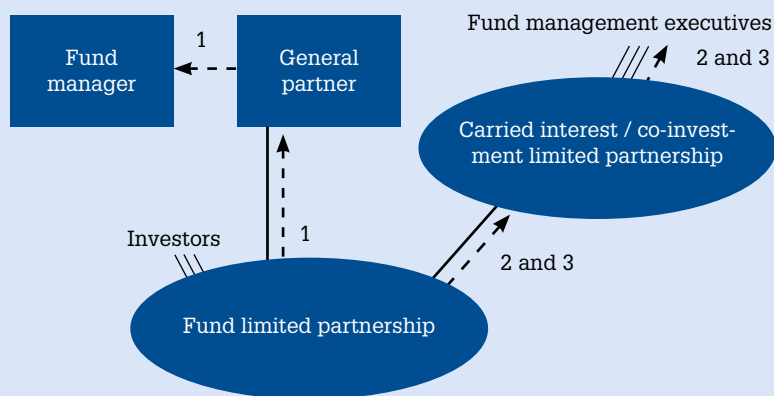 Fund management executives
1
2 and 3
Fund
manager
General
partner
Carried interest / co-invest-
ment limited partnership
Investors
1
2 and 3
Fund limited partnership